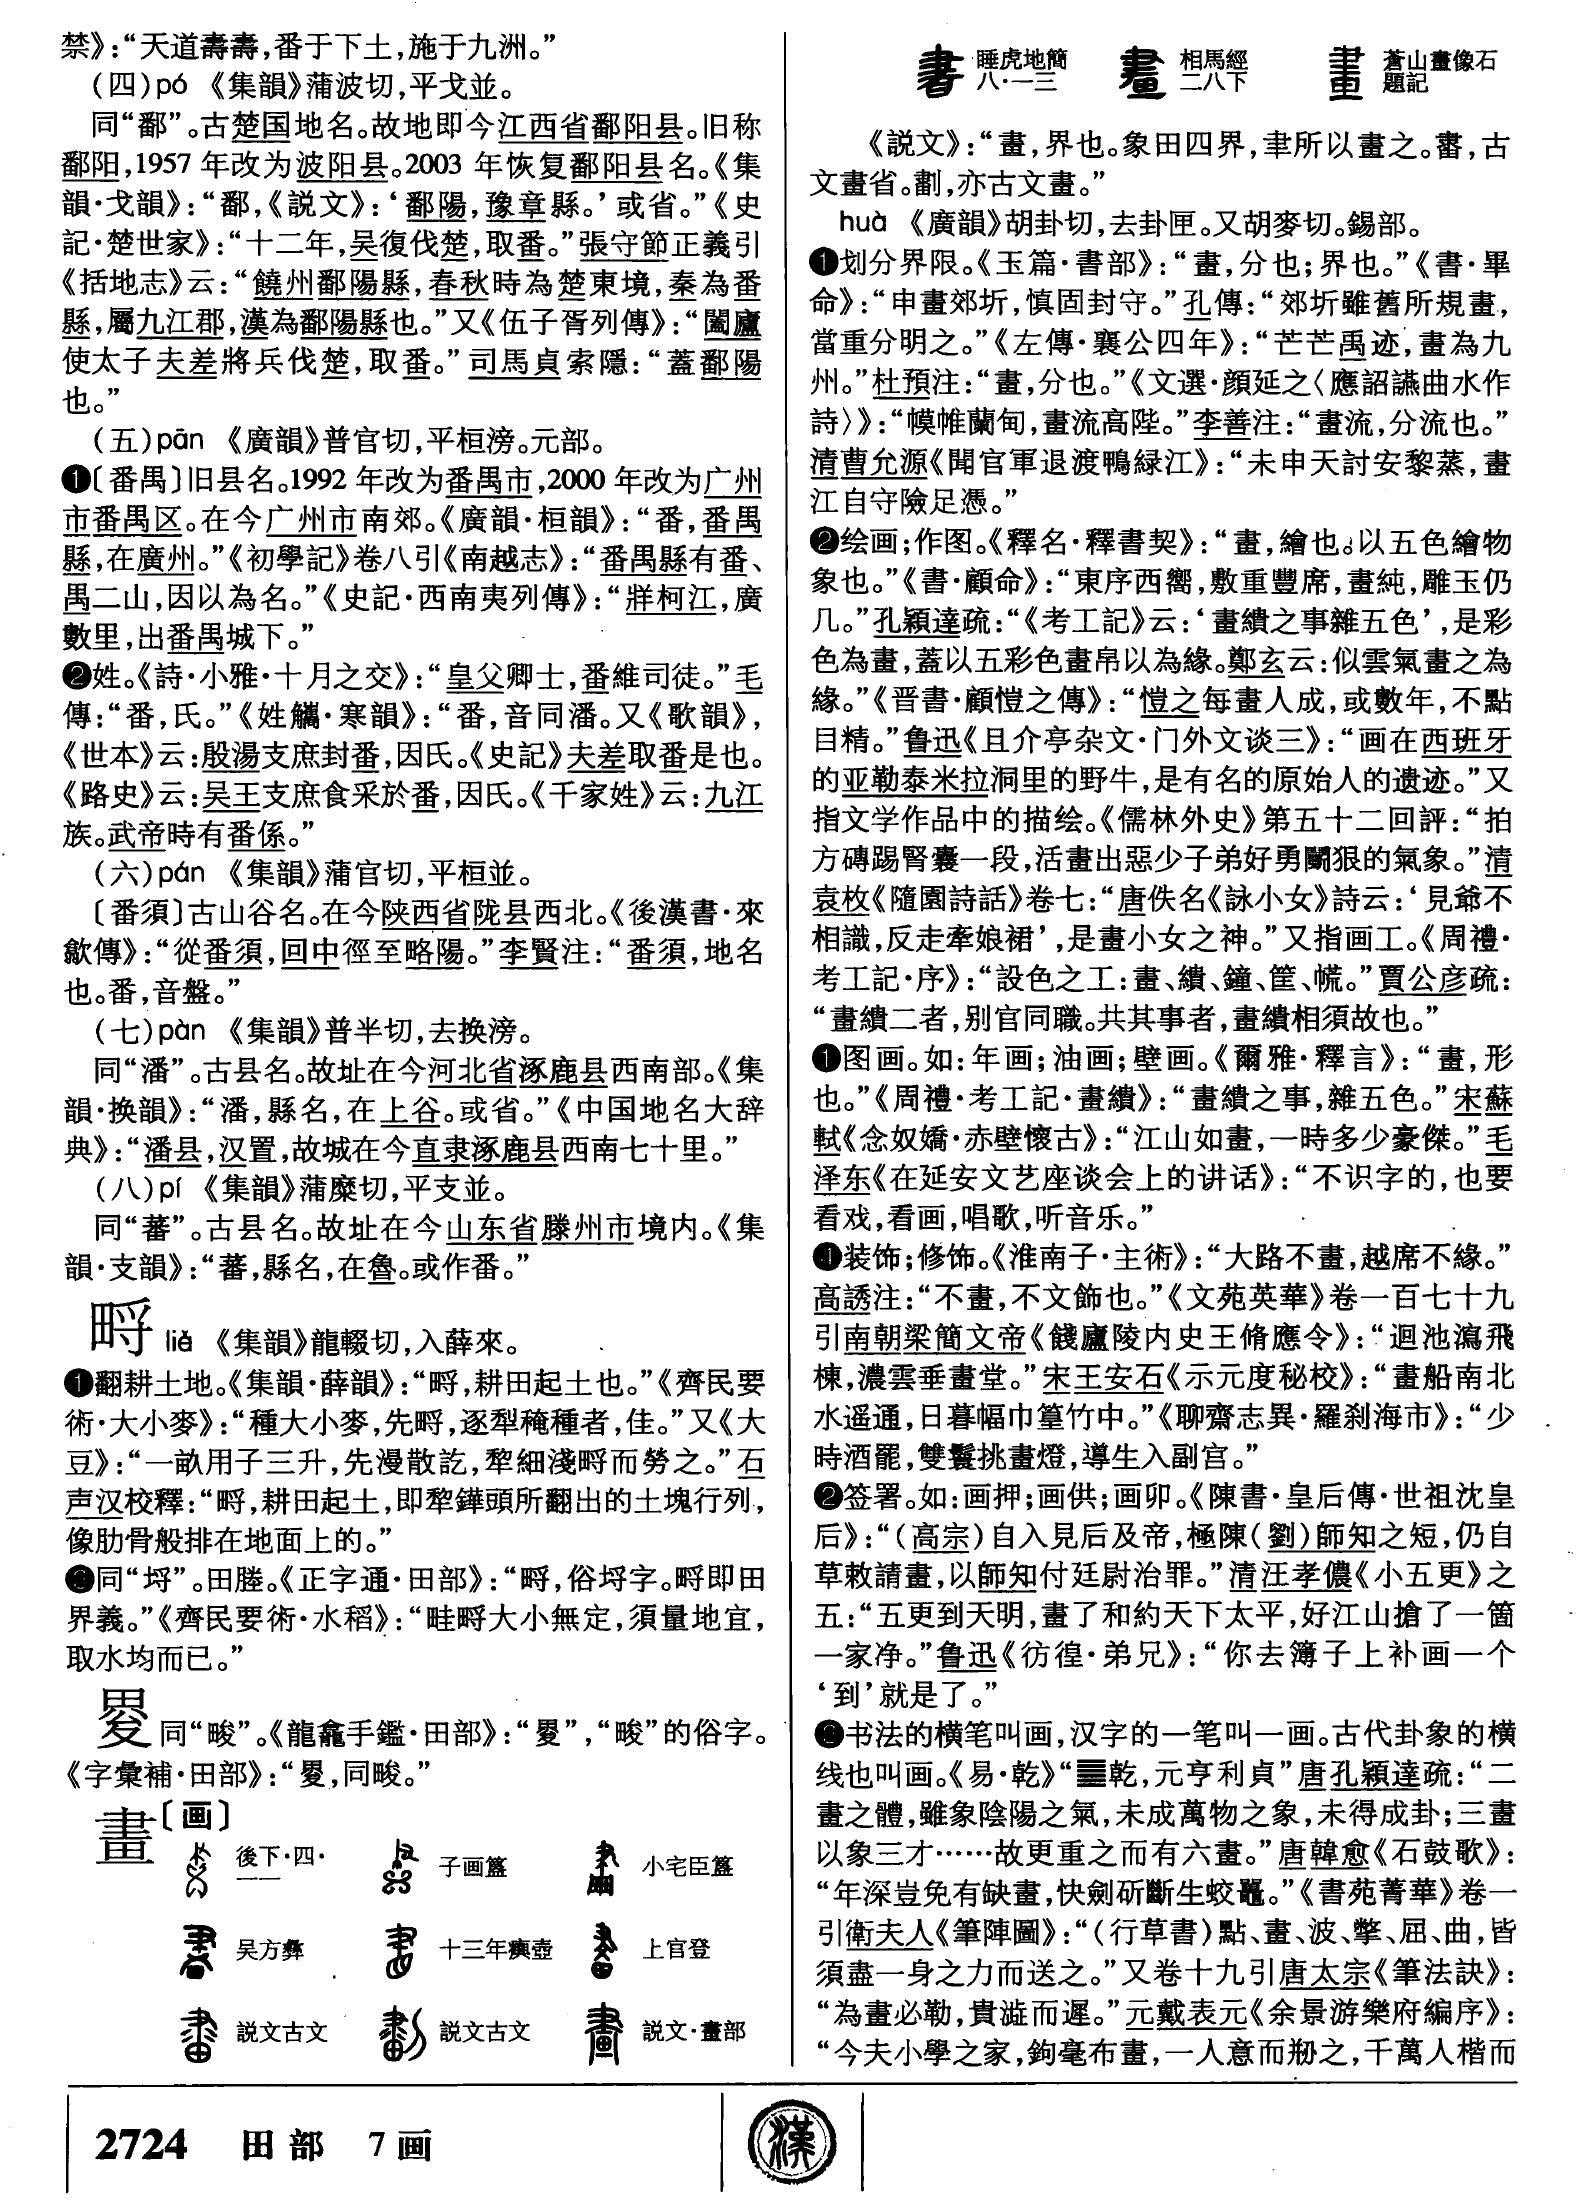 禁》：“天道壽壽，番于下土，施于九洲。”
（四）pó 《集韻》蒲波切，平戈並。
同“鄱”。古楚国地名。故地即今江西省鄱阳县。旧称
鄱阳，1957 年改为波阳县。2003 年恢复鄱阳县名。《集
韻·戈韻》：“鄱，《説文》：‘鄱陽，豫章縣。’或省。”《史
記·楚世家》：“十二年，吴復伐楚，取番。”張守節正義引
《括地志》云：“饒州鄱陽縣，春秋時為楚東境，秦為番
縣，屬九江郡，漢為鄱陽縣也。”又《伍子胥列傳》：“闔廬
使太子夫差將兵伐楚，取番。”司馬貞索隱：“蓋鄱陽
也。”
（五）pān 《廣韻》普官切，平桓滂。元部。
❶〔番禺〕旧县名。1992 年改为番禺市，2000 年改为广州
市番禺区。在今广州市南郊。《廣韻·桓韻》：“番，番禺
縣，在廣州。”《初學記》卷八引《南越志》：“番禺縣有番、
禺二山，因以為名。”《史記·西南夷列傳》：“牂柯江，廣
數里，出番禺城下。”
❷姓。《詩·小雅·十月之交》：“皇父卿士，番維司徒。”毛
傳：“番，氏。”《姓觿·寒韻》：“番，音同潘。又《歌韻》，
《世本》云：殷湯支庶封番，因氏。《史記》夫差取番是也。
《路史》云：吴王支庶食采於番，因氏。《千家姓》云：九江
族。武帝時有番係。”
（六）pán 《集韻》蒲官切，平桓並。
〔番須〕古山谷名。在今陕西省陇县西北。《後漢書·來
歙傳》：“從番須，回中徑至略陽。”李賢注：“番須，地名
也。番，音盤。”
（七）pàn 《集韻》普半切，去换滂。
同“潘”。古县名。故址在今河北省涿鹿县西南部。《集
韻·换韻》：“潘，縣名，在上谷。或省。”《中国地名大辞
典》：“潘县，汉置，故城在今直隶涿鹿县西南七十里。”
（八）pí 《集韻》蒲糜切，平支並。
同“蕃”。古县名。故址在今山东省滕州市境内。《集
韻·支韻》：“蕃，縣名，在魯。或作番。”
畤 liè 《集韻》龍輟切，入薛來。
❶翻耕土地。《集韻·薛韻》：“埒，耕田起土也。”《齊民要
術·大小麥》：“種大小麥，先畤，逐犁稀種者，佳。”又《大
豆》：“一畝用子三升，先漫散訖，犂細淺畤而勞之。”石
声汉校釋：“畤，耕田起土，即犂鏵頭所翻出的土塊行列，
像肋骨般排在地面上的。”
❸同“埒”。田塍。《正字通·田部》：“畤，俗埒字。畤即田
界義。”《齊民要術·水稻》：“畦畤大小無定，須量地宜，
取水均而已。”
同“畯”。《龍龕手鑑·田部》：“㽙”，“畯”的俗字。
《字彙補·田部》：“㽙，同畯。”
畫〔画〕
後下·四·一一 子画簋 小宅臣簋
吴方彝 十三年𤼈壺 上官登
説文古文 説文古文 説文·畫部
睡虎地簡八·一三 相馬經二八下 蒼山畫像石題記
《説文》：“畫，界也。象田四界，聿所以畫之。𤲯，古
文畫省。劃，亦古文畫。”
huà 《廣韻》胡卦切，去卦匣。又胡麥切。錫部。
❶划分界限。《玉篇·書部》：“畫，分也；界也。”《書·畢
命》：“申畫郊圻，慎固封守。”孔傳：“郊圻雖舊所規畫，
當重分明之。”《左傳·襄公四年》：“芒芒禹迹，畫為九
州。”杜預注：“畫，分也。”《文選·顔延之〈應詔讌曲水作
詩〉》：“幙帷蘭甸，畫流高陛。”李善注：“畫流，分流也。”
清曹允源《聞官軍退渡鴨緑江》：“未申天討安黎蒸，畫
江自守險足憑。”
❷绘画；作图。《釋名·釋書契》：“畫，繪也。以五色繪物
象也。”《書·顧命》：“東序西嚮，敷重豐席，畫純，雕玉仍
几。”孔穎達疏：“《考工記》云：‘畫繢之事雜五色’，是彩
色為畫，蓋以五彩色畫帛以為緣。鄭玄云：似雲氣畫之為
緣。”《晋書·顧愷之傳》：“愷之每畫人成，或數年，不點
目精。”鲁迅《且介亭杂文·门外文谈三》：“画在西班牙
的亚勒泰米拉洞里的野牛，是有名的原始人的遗迹。”又
指文学作品中的描绘。《儒林外史》第五十二回評：“拍
方磚踢腎囊一段，活畫出惡少子弟好勇鬭狠的氣象。”清
袁枚《隨園詩話》卷七：“唐佚名《詠小女》詩云：‘見爺不
相識，反走牽娘裙’，是畫小女之神。”又指画工。《周禮·
考工記·序》：“設色之工：畫、繢、鐘、筐、㡃。”賈公彦疏：
“畫繢二者，别官同職。共其事者，畫繢相須故也。”
❶图画。如：年画；油画；壁画。《爾雅·釋言》：“畫，形
也。”《周禮·考工記·畫繢》：“畫繢之事，雜五色。”宋蘇
軾《念奴嬌·赤壁懷古》：“江山如畫，一時多少豪傑。”毛
泽东《在延安文艺座谈会上的讲话》：“不识字的，也要
看戏，看画，唱歌，听音乐。”
❹装饰；修饰。《淮南子·主術》：“大路不畫，越席不緣。”
高誘注：“不畫，不文飾也。”《文苑英華》卷一百七十九
引南朝梁簡文帝《餞廬陵内史王脩應令》：“迴池瀉飛
棟，濃雲垂畫堂。”宋王安石《示元度秘校》：“畫船南北
水遥通，日暮幅巾篁竹中。”《聊齋志異·羅刹海市》：“少
時酒罷，雙鬟挑畫燈，導生入副宫。”
❷签署。如：画押；画供；画卯。《陳書·皇后傳·世祖沈皇
后》：“（高宗）自入見后及帝，極陳（劉）師知之短，仍自
草敕請畫，以師知付廷尉治罪。”清汪孝儂《小五更》之
五：“五更到天明，畫了和約天下太平，好江山搶了一箇
一家净。”鲁迅《彷徨·弟兄》：“你去簿子上补画一个
‘到’就是了。”
❻书法的横笔叫画，汉字的一笔叫一画。古代卦象的横
线也叫画。《易·乾》“䷀乾，元亨利貞”唐孔穎達疏：“二
畫之體，雖象陰陽之氣，未成萬物之象，未得成卦；三畫
以象三才……故更重之而有六畫。”唐韓愈《石鼓歌》：
“年深豈免有缺畫，快劍斫斷生蛟鼉。”《書苑菁華》卷一
引衛夫人《筆陣圖》：“（行草書）點、畫、波、撆、屈、曲，皆
須盡一身之力而送之。”又卷十九引唐太宗《筆法訣》：
“為畫必勒，貴澁而遲。”元戴表元《余景游樂府編序》：
“今夫小學之家，鉤毫布畫，一人意而刱之，千萬人楷而
2724 田部 7画
漢